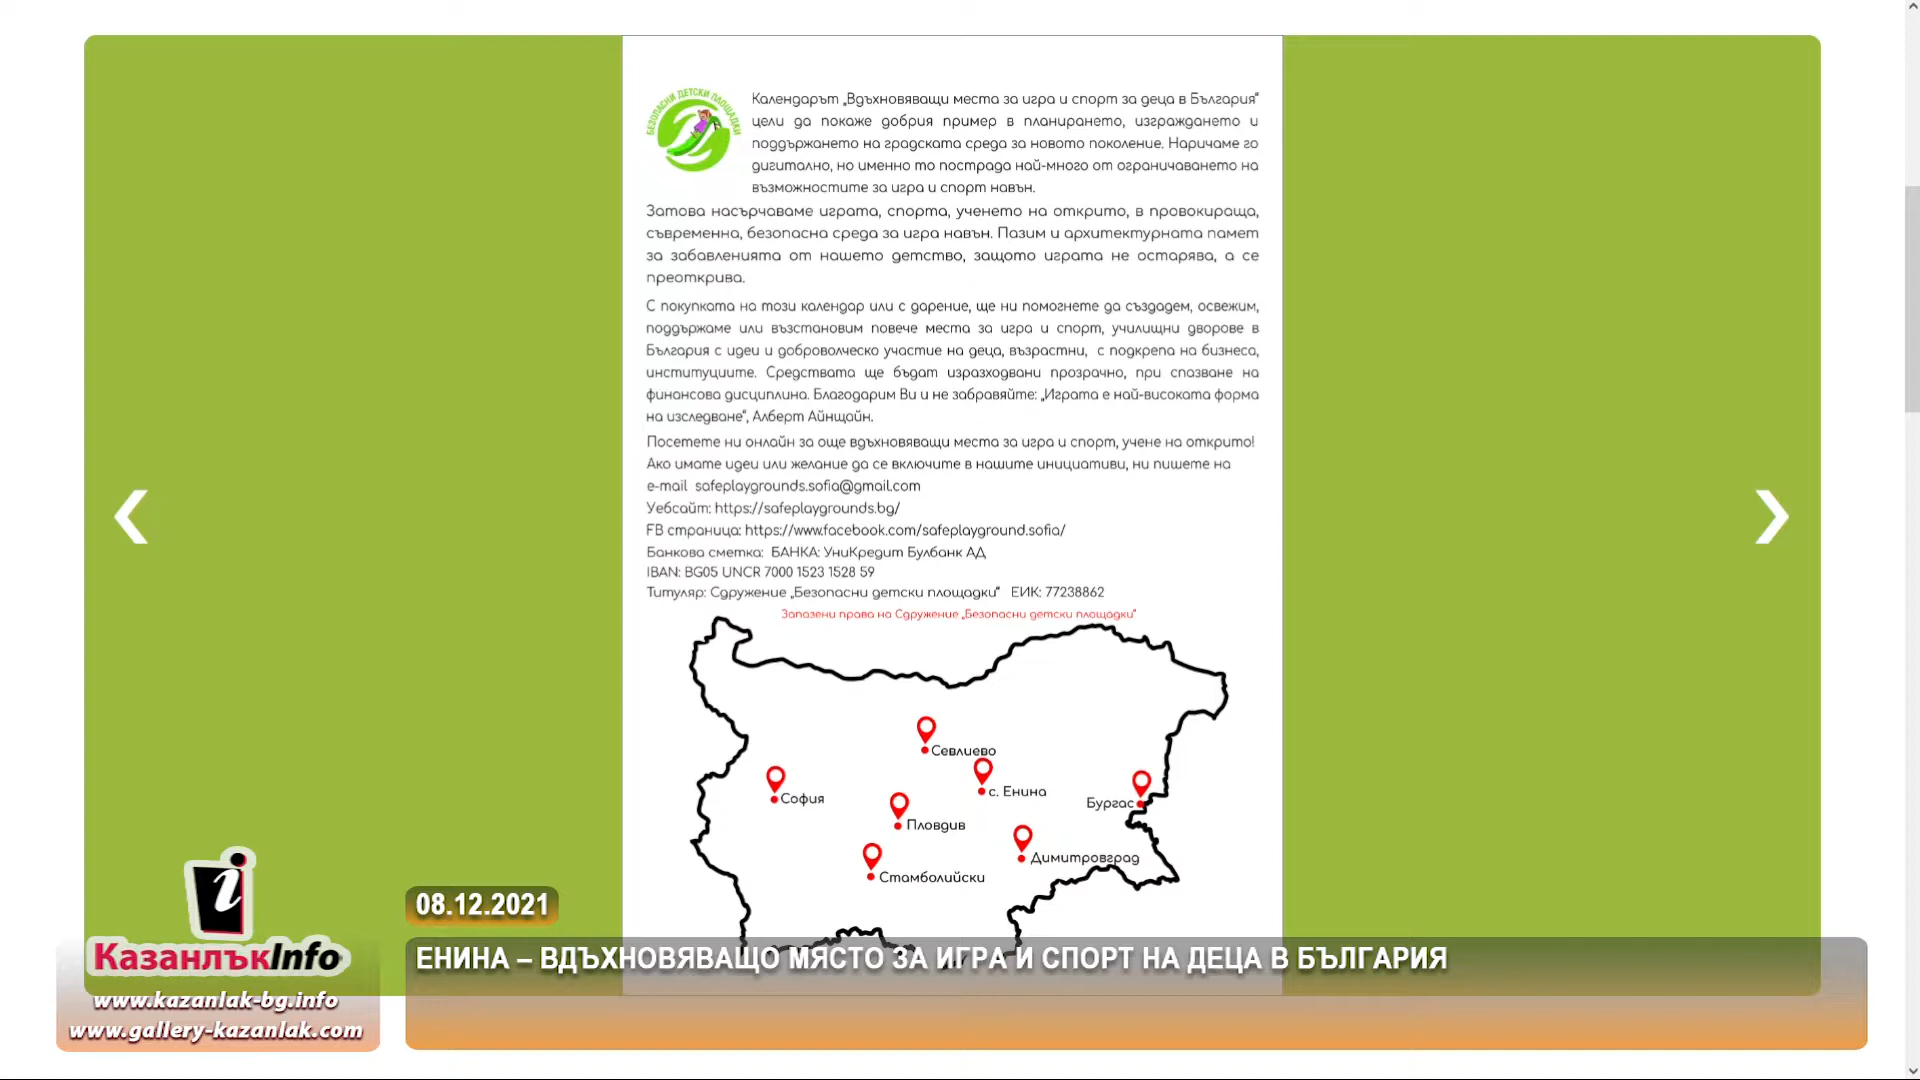 БЕЗОПАСНИ ДЕТСКИ ПЛОЩАДКИ
Календарът „Вдъхновяващи места за игра и спорт за деца в България“
цели да покаже добрия пример в планирането, изграждането и
поддържането на градската среда за новото поколение. Наричаме го
дигитално, но именно то пострада най-много от ограничаването на
възможностите за игра и спорт навън.
Затова насърчаваме играта, спорта, ученето на открито, в провокираща,
съвременна, безопасна среда за игра навън. Пазим и архитектурната памет
за забавленията от нашето детство, защото играта не остарява, а се
преоткрива.
С покупката на този календар или с дарение, ще ни помогнете да създадем, освежим,
поддържаме или възстановим повече места за игра и спорт, училищни дворове в
България с идеи и доброволческо участие на деца, възрастни, с подкрепа на бизнеса,
институциите. Средствата ще бъдат изразходвани прозрачно, при спазване на
финансова дисциплина. Благодарим Ви и не забравяйте: „Играта е най-високата форма
на изследване“, Алберт Айнщайн.
Посетете ни онлайн за още вдъхновяващи места за игра и спорт, учене на открито!
Ако имате идеи или желание да се включите в нашите инициативи, ни пишете на
e-mail safeplaygrounds.sofia@gmail.com
Уебсайт: https://safeplaygrounds.bg/
FB страница: https://www.facebook.com/safeplayground.sofia/
Банкова сметка: БАНКА: УниКредит Булбанк АД
IBAN: BG05 UNCR 7000 1523 1528 59
Титуляр: Сдружение „Безопасни детски площадки“ ЕИК: 77238862
Запазени права на Сдружение „Безопасни детски площадки“
Севлиево
с. Енина
София
Бургас
Пловдив
Димитровград
Стамболийски
08.12.2021
ЕНИНА – ВДЪХНОВЯВАЩО МЯСТО ЗА ИГРА И СПОРТ НА ДЕЦА В БЪЛГАРИЯ
i
КазанлъкInfo
www.kazanlak-bg.info
www.gallery-kazanlak.com